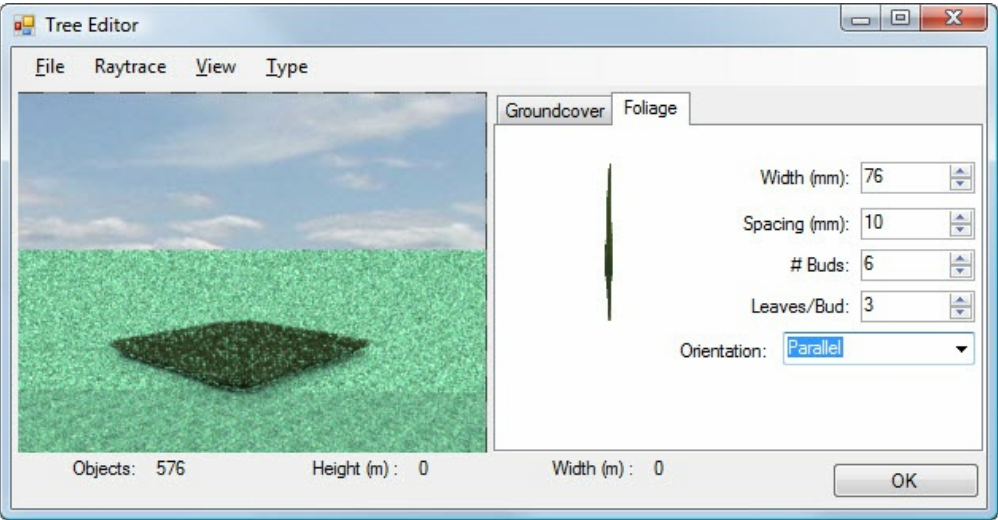 Tree Editor
File Raytrace View Type
Groundcover Foliage
Width (mm): 76
Spacing (mm): 10
# Buds: 6
Leaves/Bud: 3
Orientation: Parallel
Objects: 576 Height (m) : 0 Width (m) : 0
OK